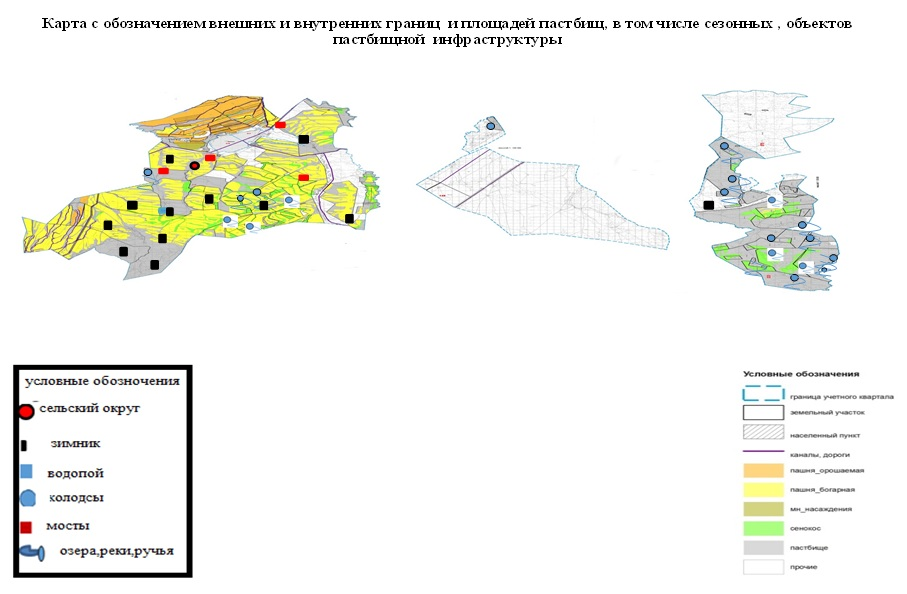 Карта с обозначением внешних и внутренних границ и площадей пастбищ, в том числе сезонных , объектов
пастбищной инфраструктуры
условные обозночения
сельский округ
зимник
водопой
колодсы
мосты
озера,реки,ручья
Условные обозначения
граница учетного квартала
земельный участок
населенный пункт
каналы, дороги
пашня_орошаемая
пашня_богарная
мн_насаждения
сенокос
пастбище
прочие